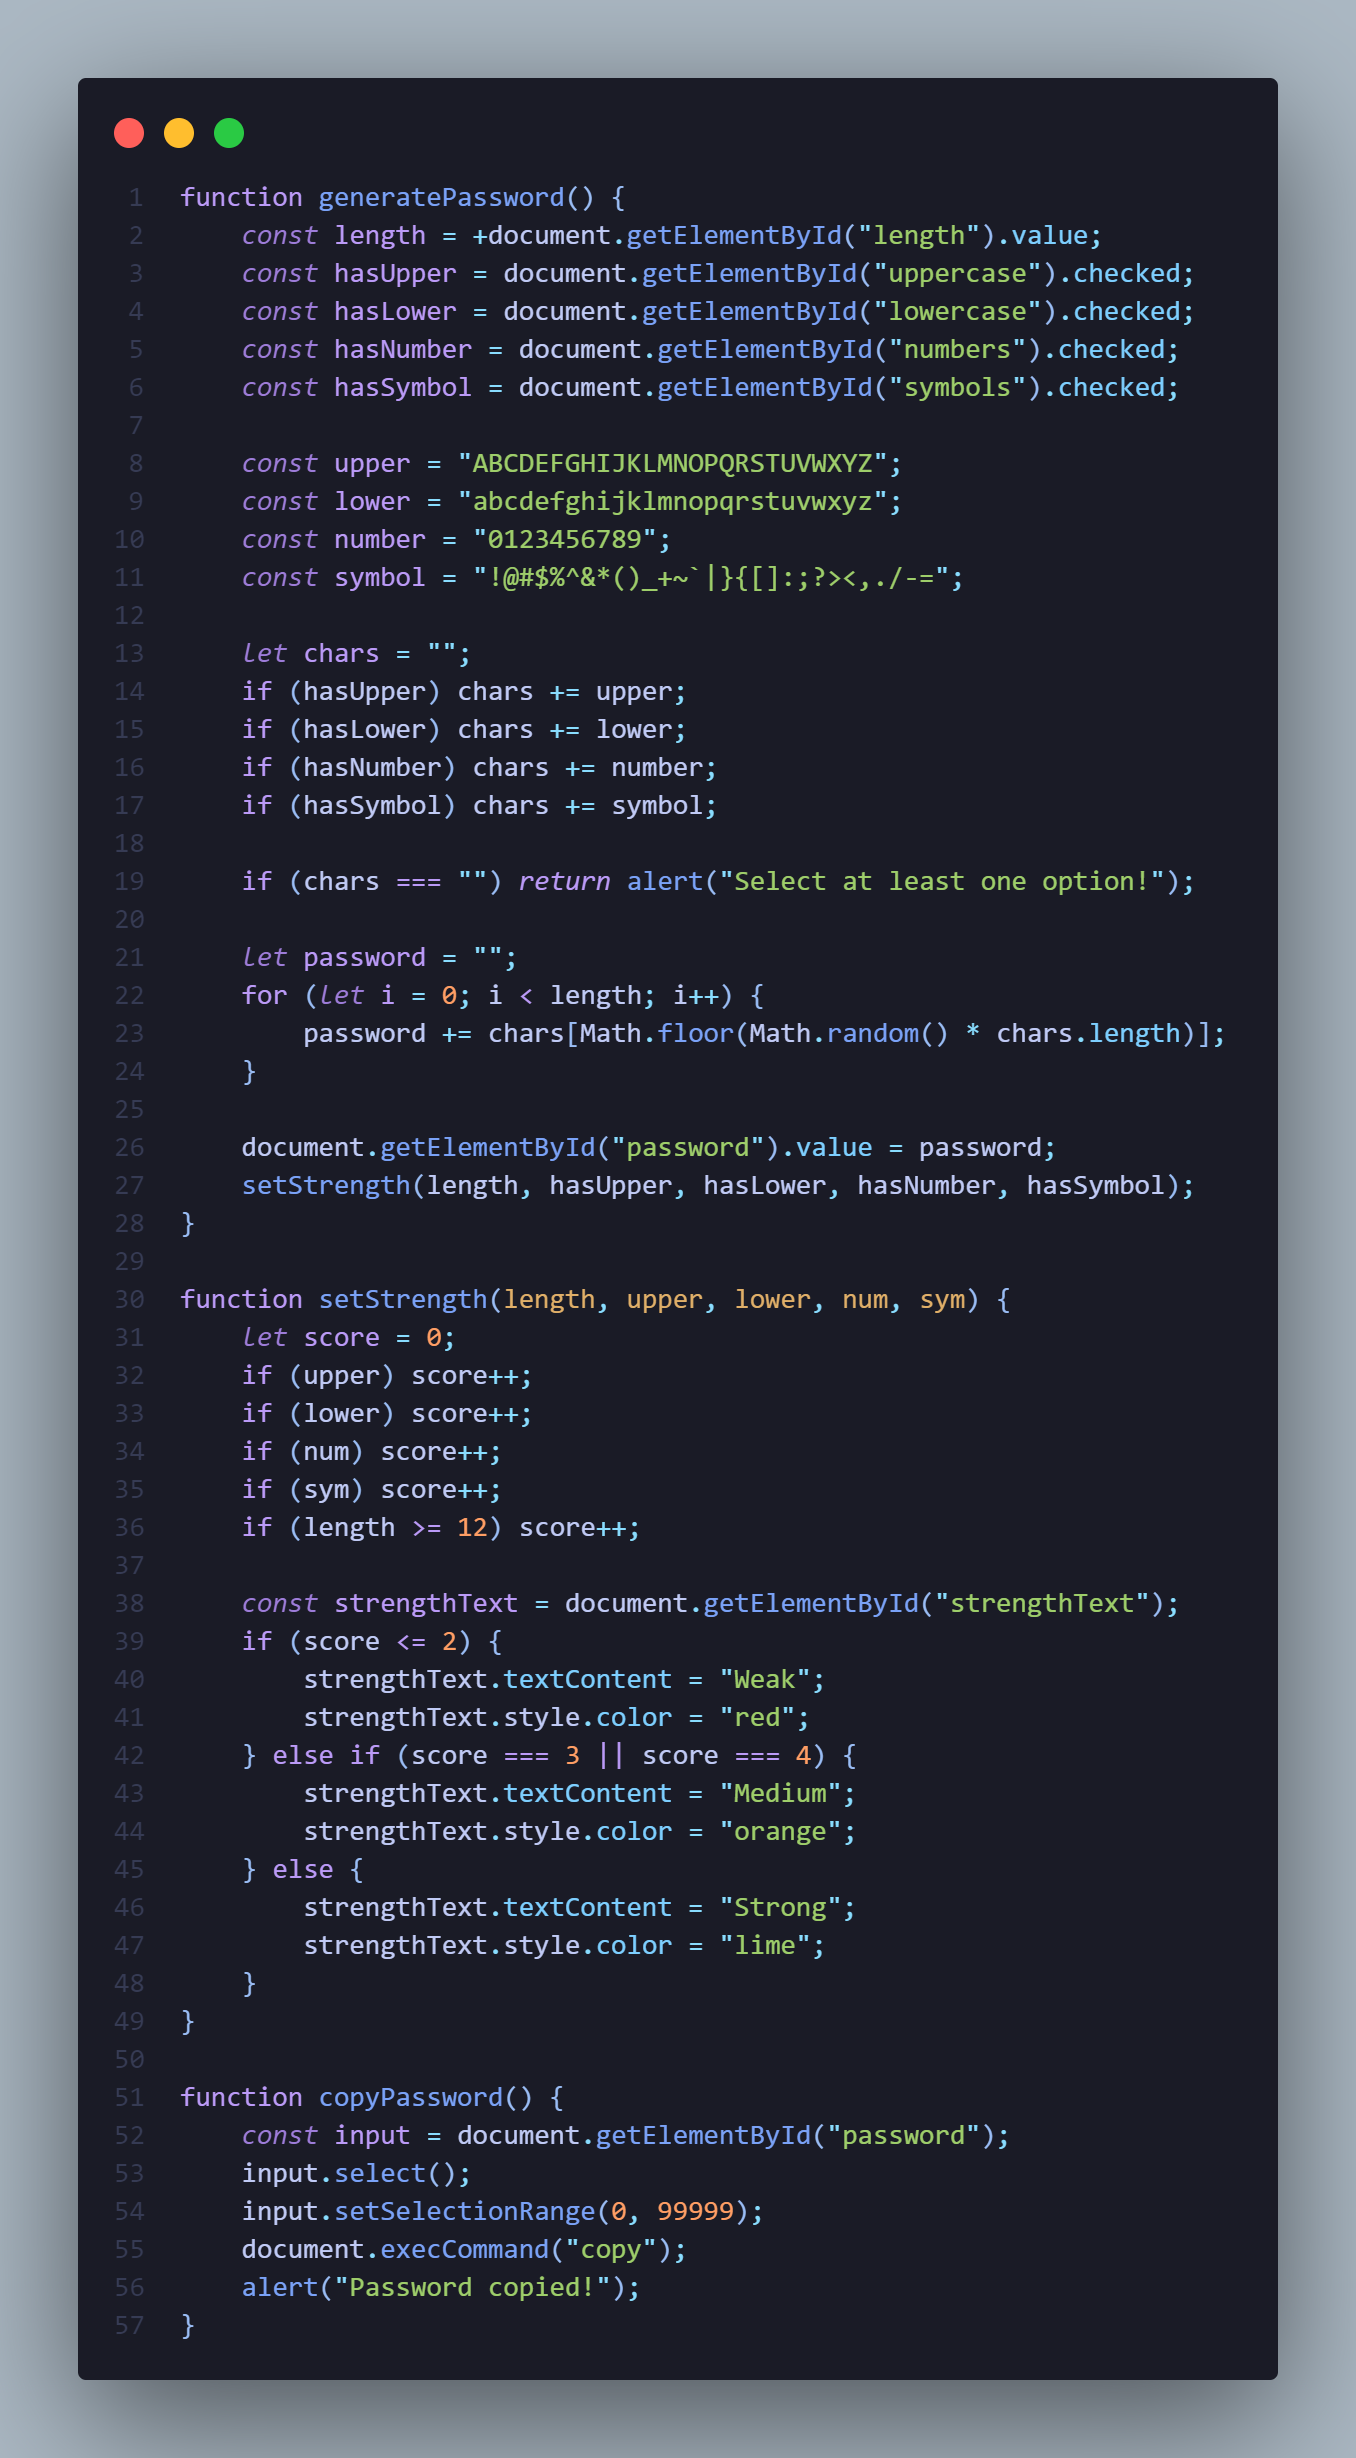 1 function generatePassword() {
2     const length = +document.getElementById("length").value;
3     const hasUpper = document.getElementById("uppercase").checked;
4     const hasLower = document.getElementById("lowercase").checked;
5     const hasNumber = document.getElementById("numbers").checked;
6     const hasSymbol = document.getElementById("symbols").checked;
7
8     const upper = "ABCDEFGHIJKLMNOPQRSTUVWXYZ";
9     const lower = "abcdefghijklmnopqrstuvwxyz";
10     const number = "0123456789";
11     const symbol = "!@#$%^&*()_+~`|}{[]:;?><,./-=";
12
13     let chars = "";
14     if (hasUpper) chars += upper;
15     if (hasLower) chars += lower;
16     if (hasNumber) chars += number;
17     if (hasSymbol) chars += symbol;
18
19     if (chars === "") return alert("Select at least one option!");
20
21     let password = "";
22     for (let i = 0; i < length; i++) {
23         password += chars[Math.floor(Math.random() * chars.length)];
24     }
25
26     document.getElementById("password").value = password;
27     setStrength(length, hasUpper, hasLower, hasNumber, hasSymbol);
28 }
29
30 function setStrength(length, upper, lower, num, sym) {
31     let score = 0;
32     if (upper) score++;
33     if (lower) score++;
34     if (num) score++;
35     if (sym) score++;
36     if (length >= 12) score++;
37
38     const strengthText = document.getElementById("strengthText");
39     if (score <= 2) {
40         strengthText.textContent = "Weak";
41         strengthText.style.color = "red";
42     } else if (score === 3 || score === 4) {
43         strengthText.textContent = "Medium";
44         strengthText.style.color = "orange";
45     } else {
46         strengthText.textContent = "Strong";
47         strengthText.style.color = "lime";
48     }
49 }
50
51 function copyPassword() {
52     const input = document.getElementById("password");
53     input.select();
54     input.setSelectionRange(0, 99999);
55     document.execCommand("copy");
56     alert("Password copied!");
57 }